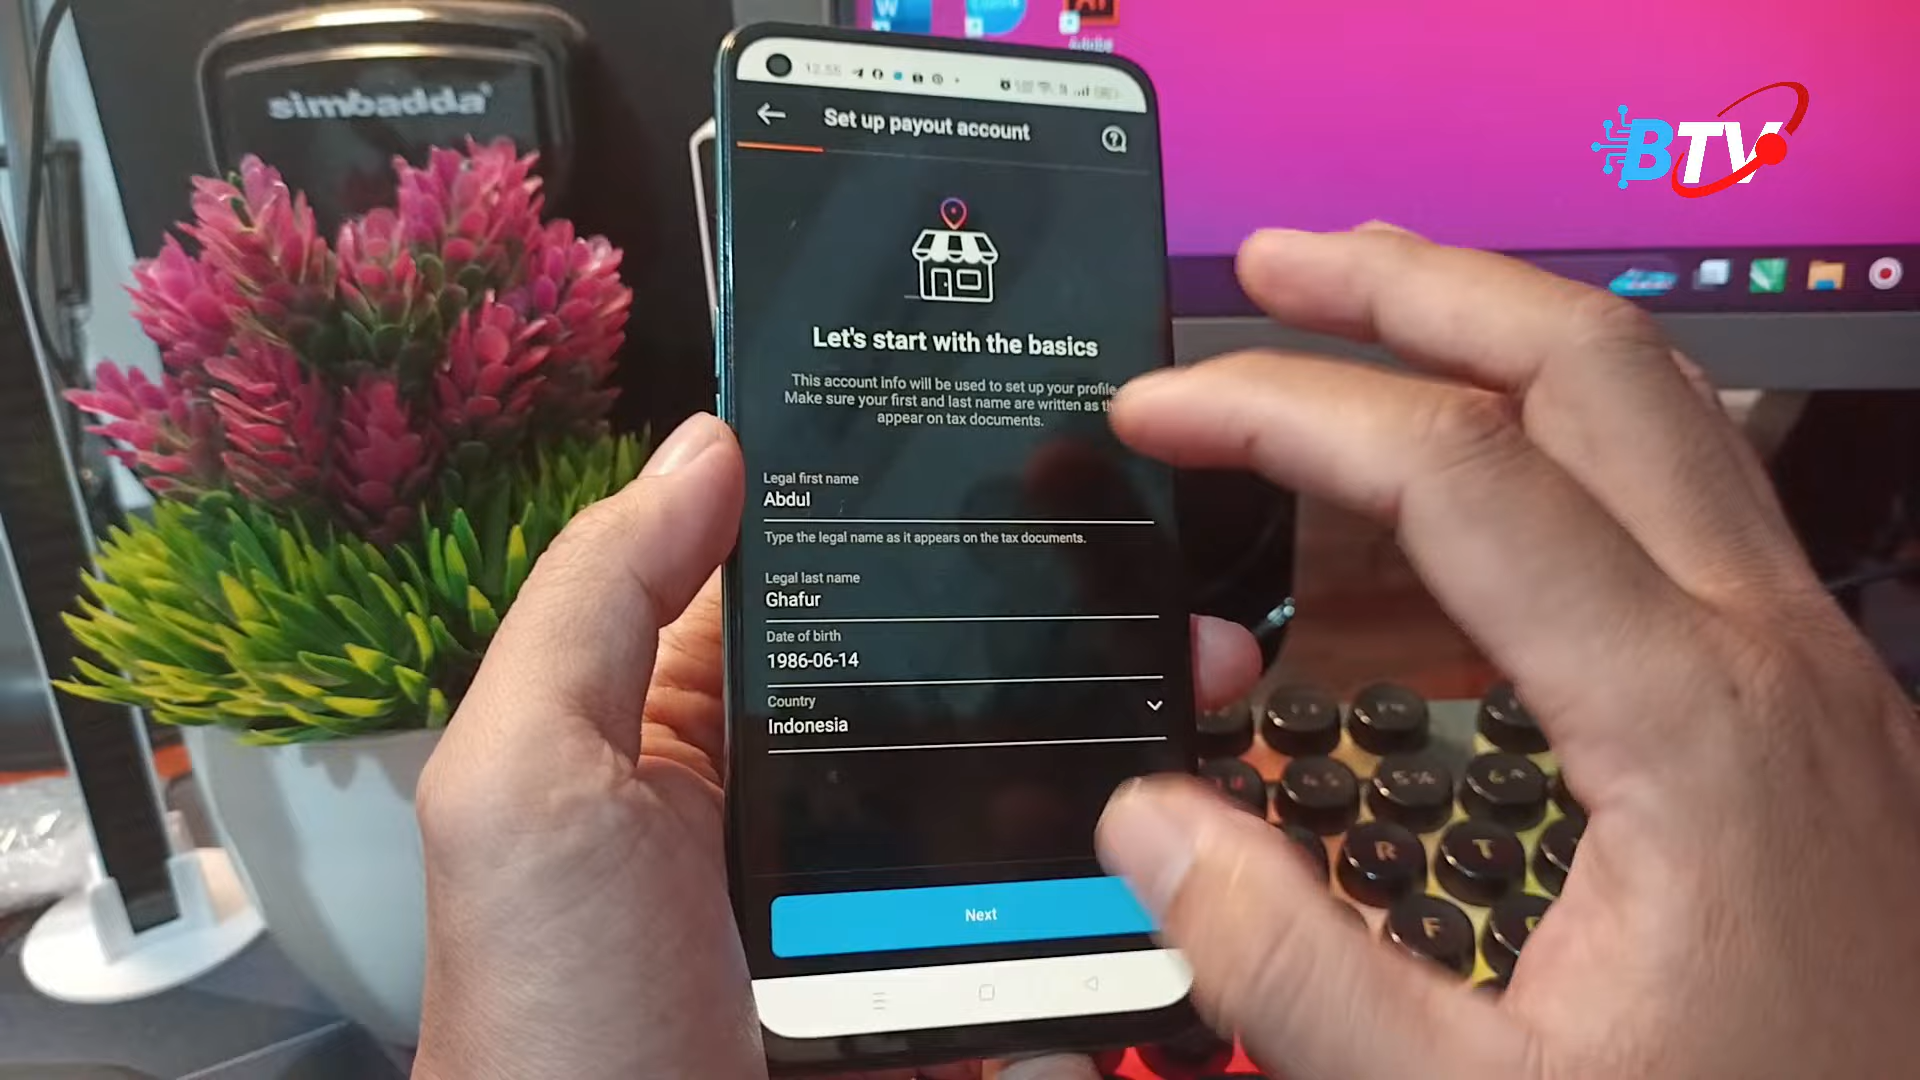 simbadda
W
Adobe
BTV
12.55
Set up payout account
Let's start with the basics
This account info will be used to set up your profile
Make sure your first and last name are written as
appear on tax documents.
Legal first name
Abdul
Type the legal name as it appears on the tax documents.
Legal last name
Ghafur
Date of birth
1986-06-14
Country
Indonesia
Next
R
T
F